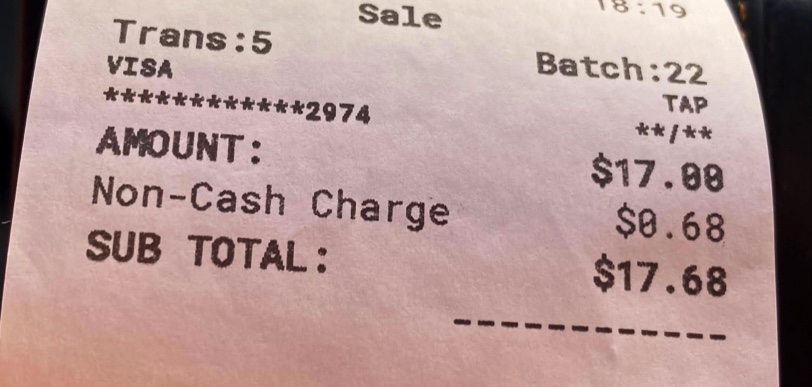 18:19
Sale
Trans:5 Batch:22
VISA TAP
************2974 **/**
AMOUNT: $17.00
Non-Cash Charge $0.68
SUB TOTAL: $17.68
------------